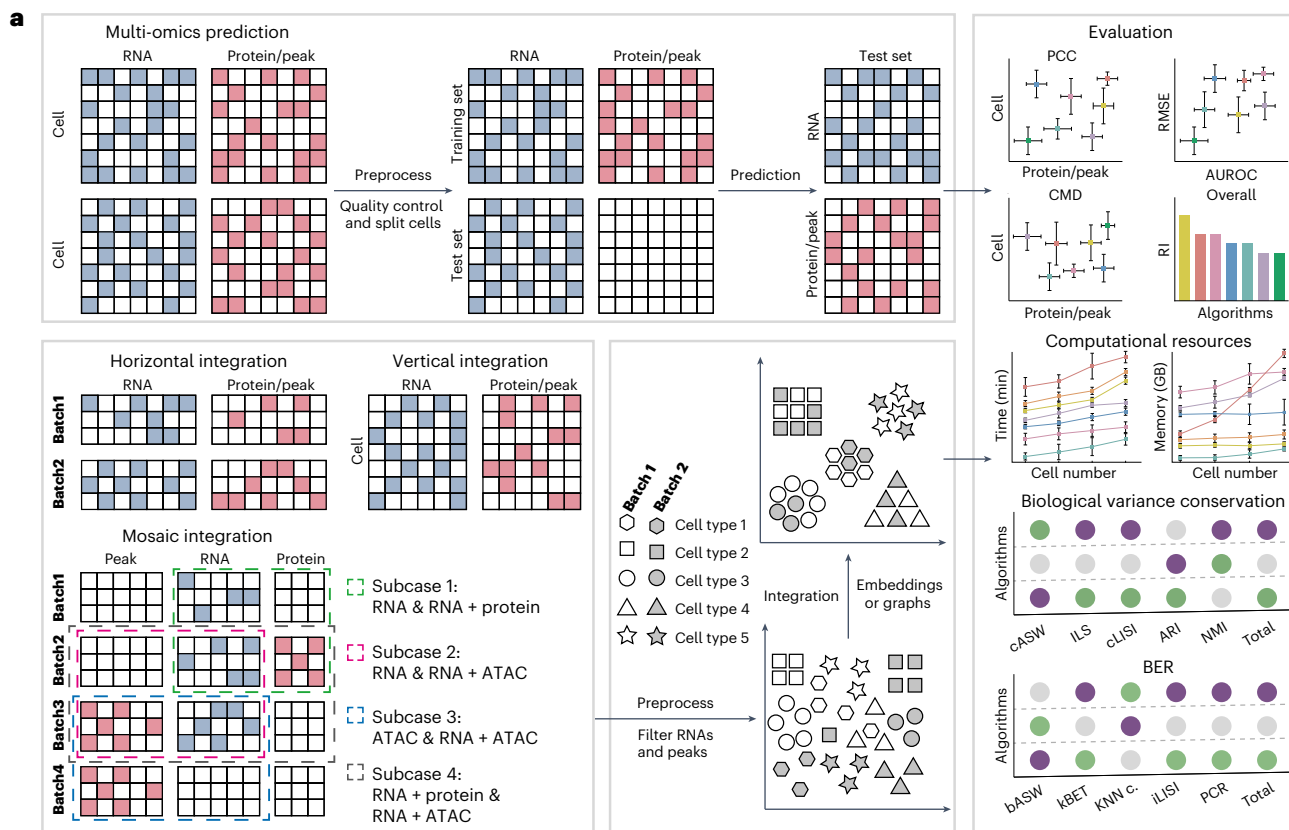 a
Multi-omics prediction
RNA
Protein/peak
Cell
Cell
Preprocess
Quality control
and split cells
RNA
Protein/peak
Training set
Test set
Prediction
Test set
RNA
Protein/peak
Evaluation
PCC
Cell
Protein/peak
RMSE
AUROC
CMD
Cell
Protein/peak
Overall
RI
Algorithms
Computational resources
Time (min)
Cell number
Memory (GB)
Cell number
Biological variance conservation
Algorithms
cASW
ILS
cLISI
ARI
NMI
Total
BER
Algorithms
bASW
kBET
KNN c.
iLISI
PCR
Total
Horizontal integration
RNA
Protein/peak
Batch1
Batch2
Vertical integration
RNA
Protein/peak
Cell
Mosaic integration
Peak
RNA
Protein
Batch1
Batch2
Batch3
Batch4
Subcase 1:
RNA & RNA + protein
Subcase 2:
RNA & RNA + ATAC
Subcase 3:
ATAC & RNA + ATAC
Subcase 4:
RNA + protein &
RNA + ATAC
Preprocess
Filter RNAs
and peaks
Batch 1
Batch 2
Cell type 1
Cell type 2
Cell type 3
Cell type 4
Cell type 5
Integration
Embeddings
or graphs